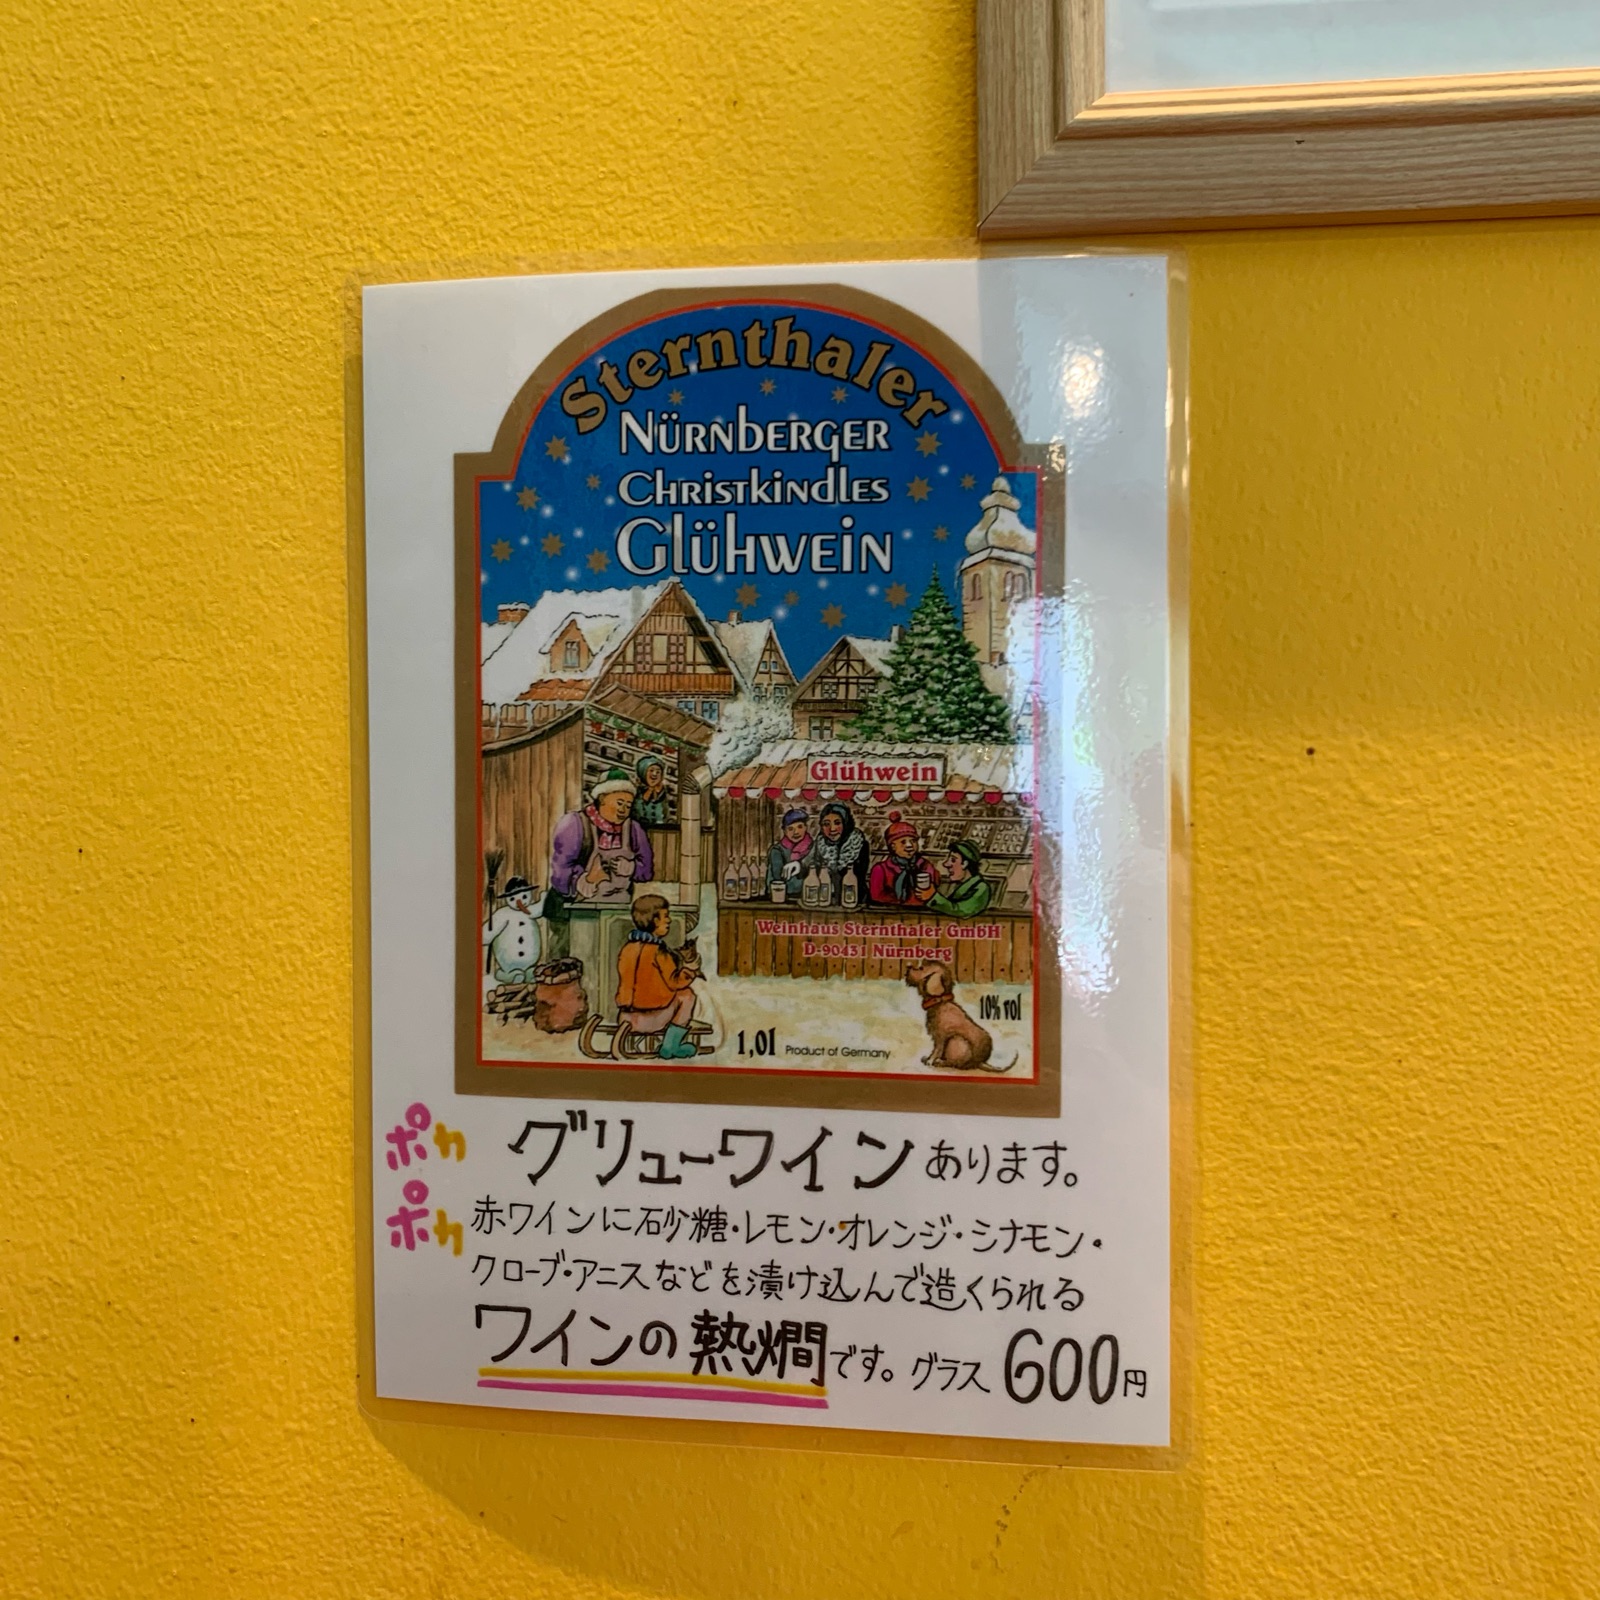 Sternthaler
NÜRNBERGER
CHRISTKINDLES
GLÜHWEIN
Glühwein
Weinhaus Sternthaler GmbH
D-90431 Nürnberg
10% vol
1,0l Product of Germany
ポカ
ポカ
グリューワインあります。
赤ワインに砂糖・レモン・オレンジ・シナモン・
クローブ・アニスなどを漬け込んで造くられる
ワインの熱燗です。グラス600円